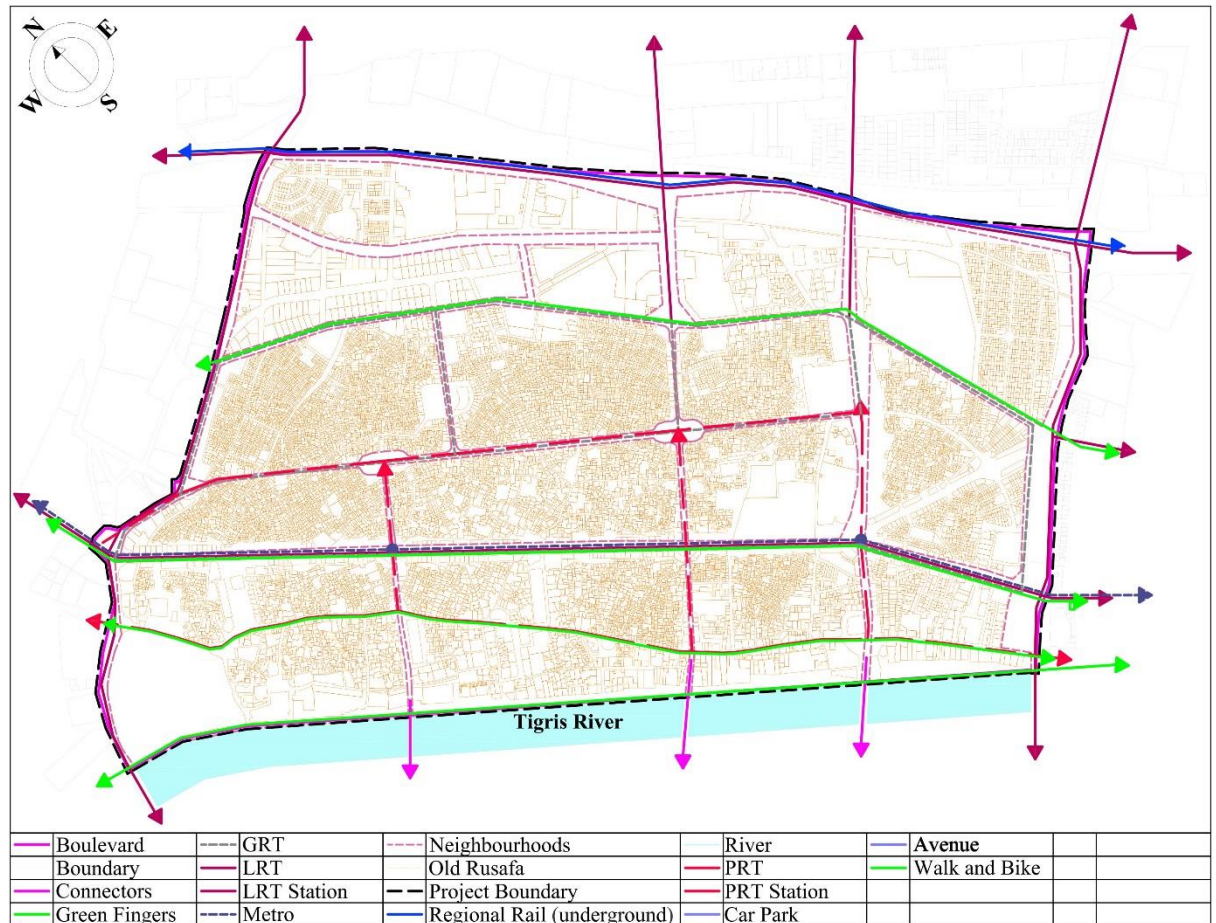 N
E
W
S
Tigris River
Boulevard GRT Neighbourhoods River Avenue
Boundary LRT Old Rusafa PRT Walk and Bike
Connectors LRT Station Project Boundary PRT Station
Green Fingers Metro Regional Rail (underground) Car Park